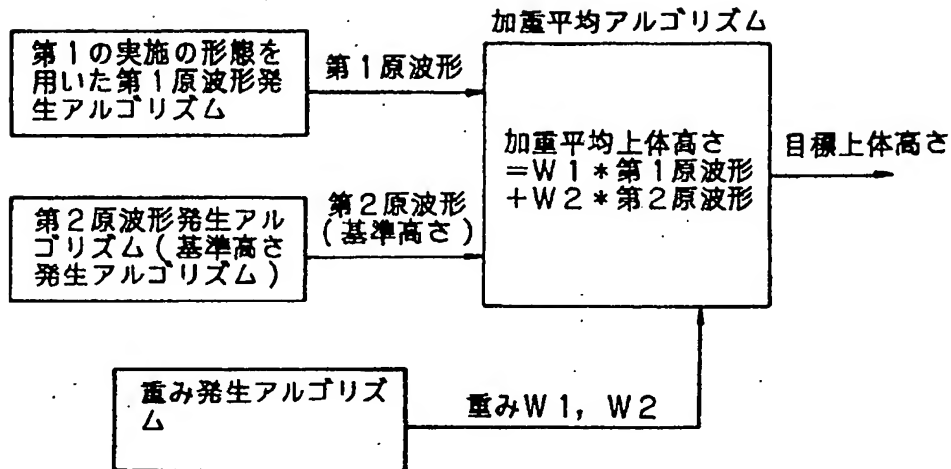 加重平均アルゴリズム
第1の実施の形態を
用いた第1原波形発
生アルゴリズム
第1原波形
加重平均上体高さ
=W1*第1原波形
+W2*第2原波形
目標上体高さ
第2原波形発生アル
ゴリズム(基準高さ
発生アルゴリズム)
第2原波形
(基準高さ)
重み発生アルゴリズ
ム
重みW1, W2